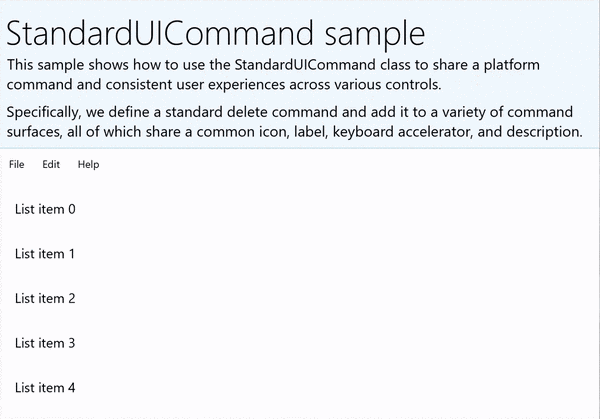 StandardUICommand sample
This sample shows how to use the StandardUICommand class to share a platform
command and consistent user experiences across various controls.
Specifically, we define a standard delete command and add it to a variety of command
surfaces, all of which share a common icon, label, keyboard accelerator, and description.
File Edit Help
List item 0
List item 1
List item 2
List item 3
List item 4